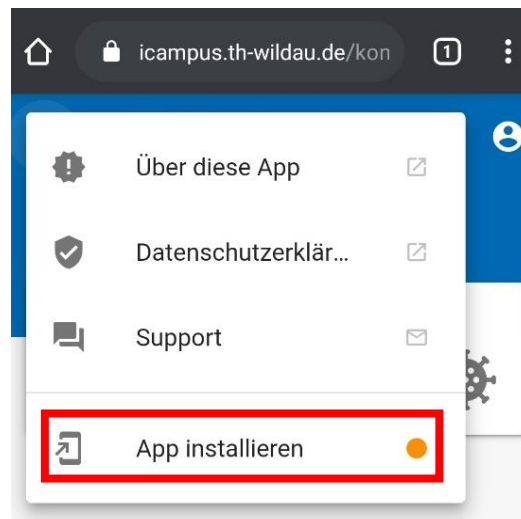 icampus.th-wildau.de/kon
1
Über diese App
Datenschutzerklär...
Support
App installieren